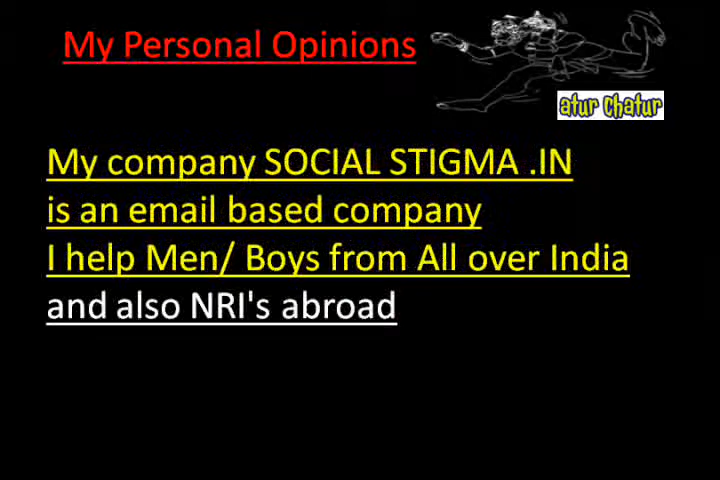 My Personal Opinions
atur chatur
My company SOCIAL STIGMA .IN
is an email based company
I help Men/ Boys from All over India
and also NRI's abroad